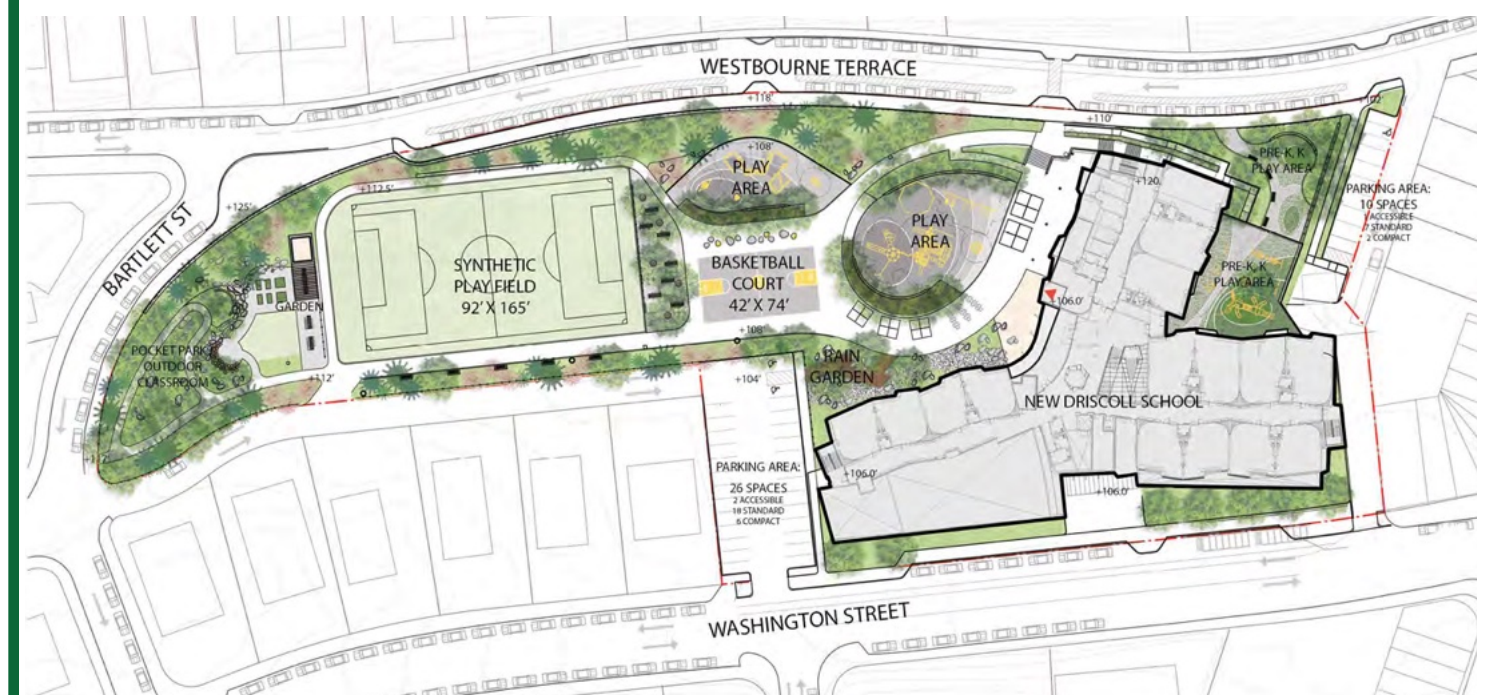 WESTBOURNE TERRACE
+118'
+102'
+110'
+108'
PLAY
AREA
PRE-K, K
PLAY AREA
+120.
+112.5'
+125'
PARKING AREA:
10 SPACES
1 ACCESSIBLE
7 STANDARD
2 COMPACT
BARTLETT ST
PLAY
AREA
SYNTHETIC
PLAY FIELD
92' X 165'
BASKETBALL
COURT
42' X 74'
PRE-K, K
PLAY AREA
GARDEN
+106.0'
+108'
POCKET PARK/
OUTDOOR
CLASSROOM
RAIN
GARDEN
+112'
+104'
NEW DRISCOLL SCHOOL
PARKING AREA:
26 SPACES
2 ACCESSIBLE
18 STANDARD
6 COMPACT
+106.0'
+106.0'
WASHINGTON STREET